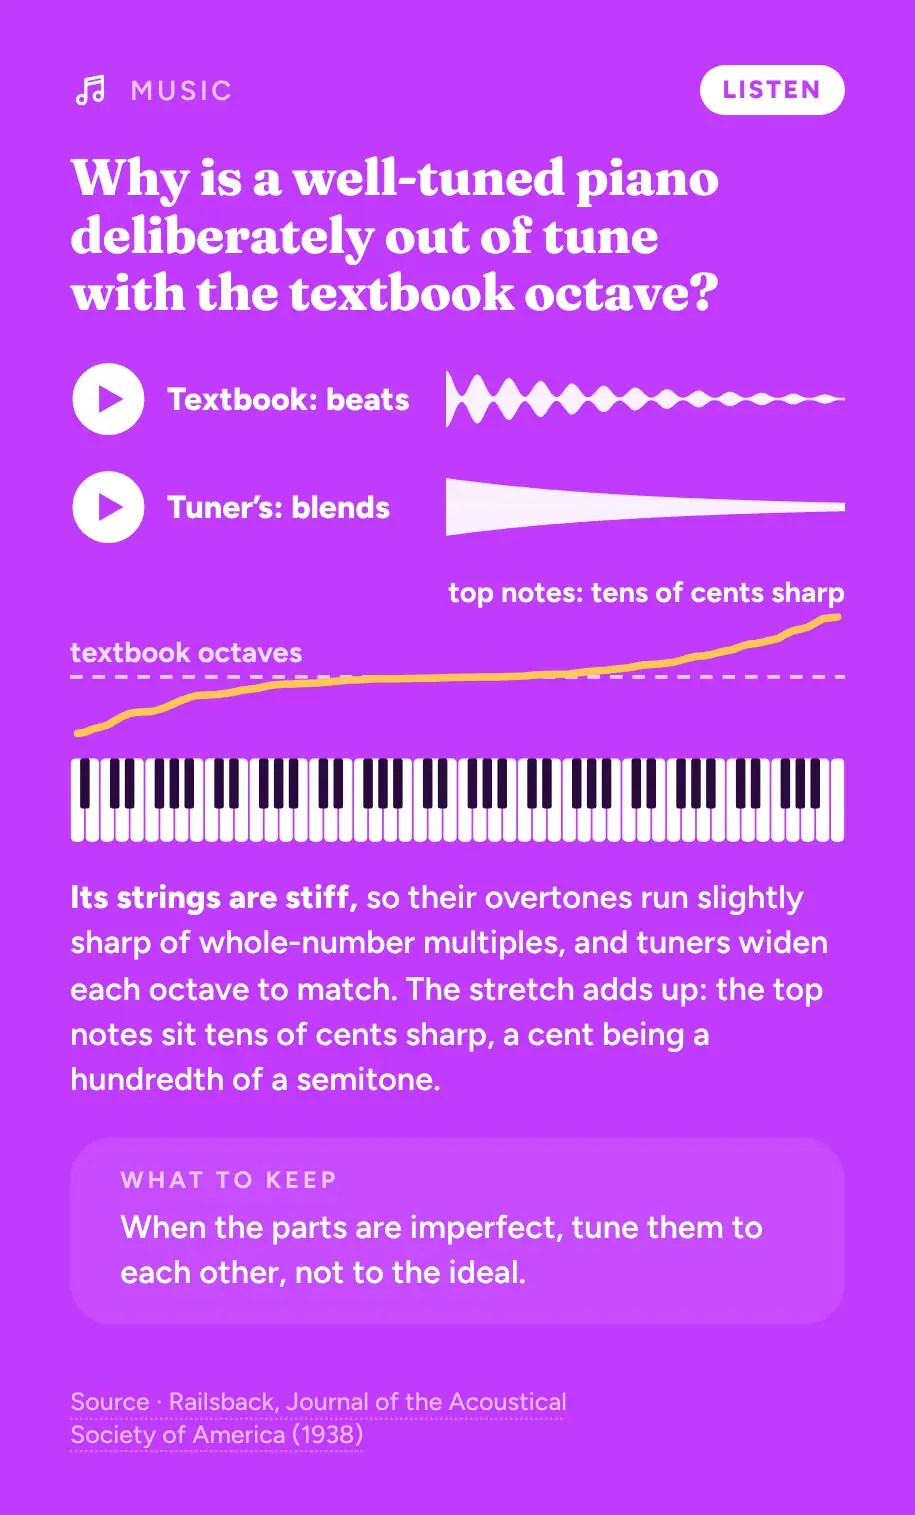 MUSIC
LISTEN
Why is a well-tuned piano
deliberately out of tune
with the textbook octave?
Textbook: beats
Tuner’s: blends
top notes: tens of cents sharp
textbook octaves
Its strings are stiff, so their overtones run slightly
sharp of whole-number multiples, and tuners widen
each octave to match. The stretch adds up: the top
notes sit tens of cents sharp, a cent being a
hundredth of a semitone.
WHAT TO KEEP
When the parts are imperfect, tune them to
each other, not to the ideal.
Source · Railsback, Journal of the Acoustical
Society of America (1938)